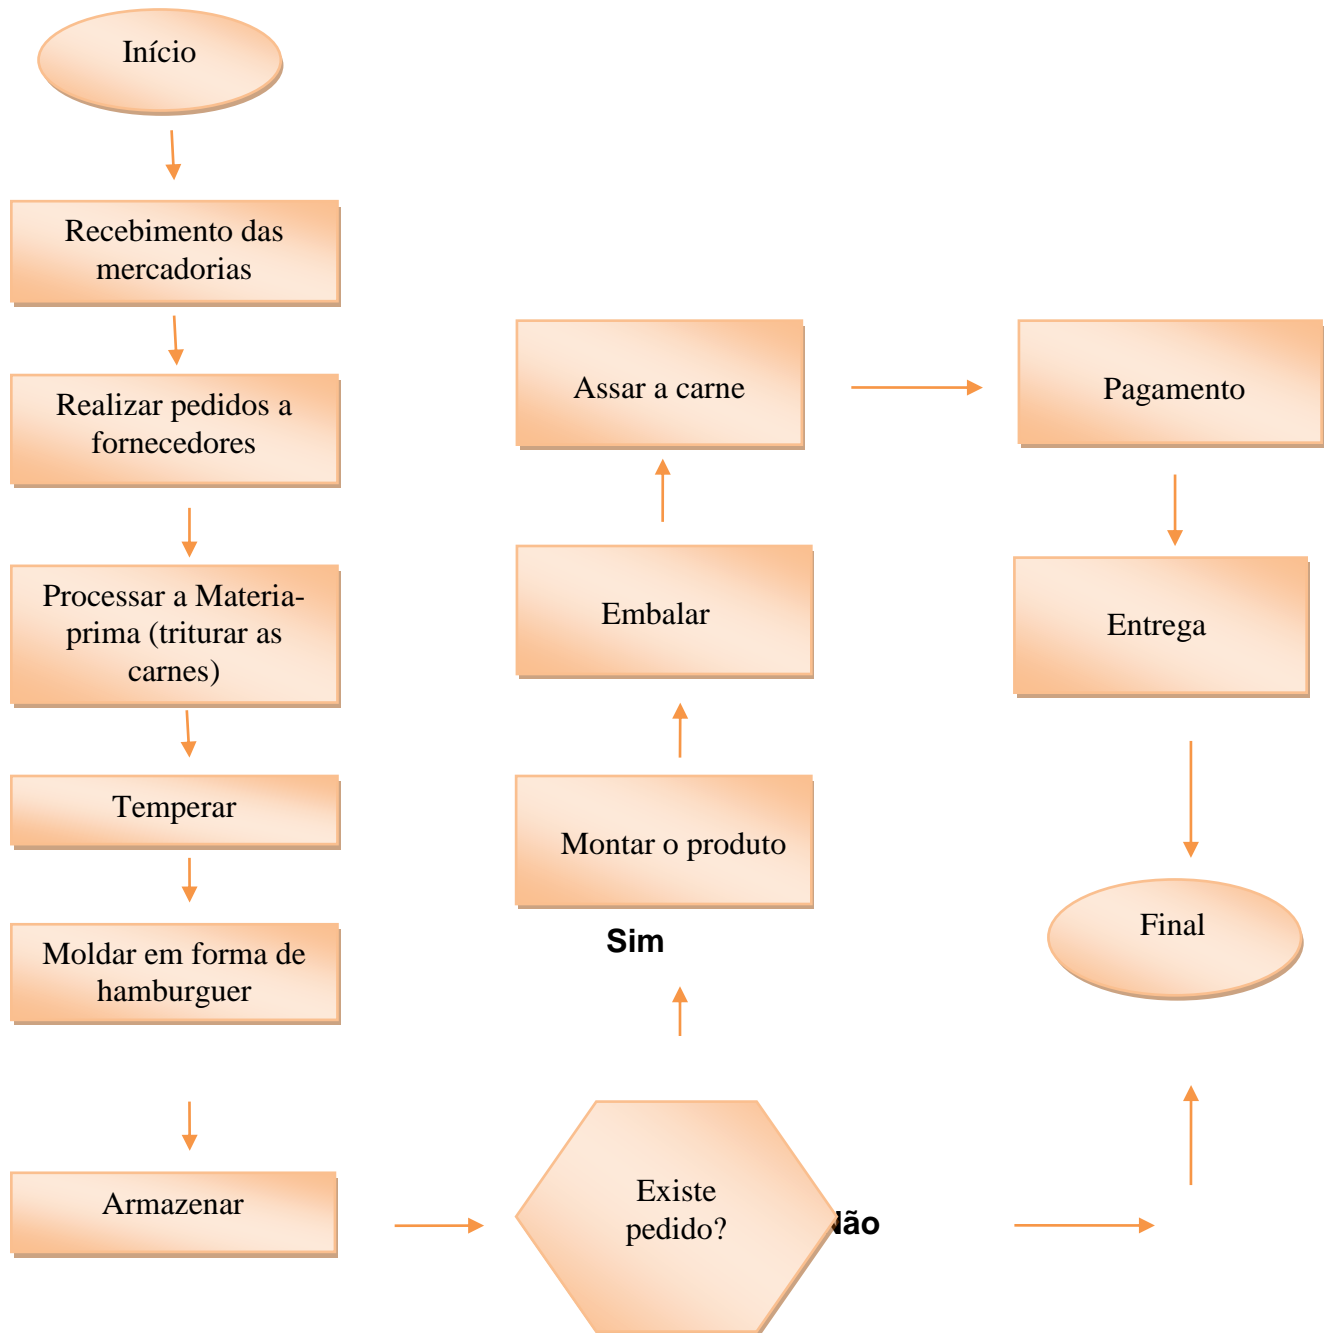 Início
Recebimento das
mercadorias
Realizar pedidos a
fornecedores
Processar a Materia-
prima (triturar as
carnes)
Temperar
Moldar em forma de
hamburguer
Armazenar
Existe
pedido?
Sim
Montar o produto
Embalar
Assar a carne
Pagamento
Entrega
Não
Final